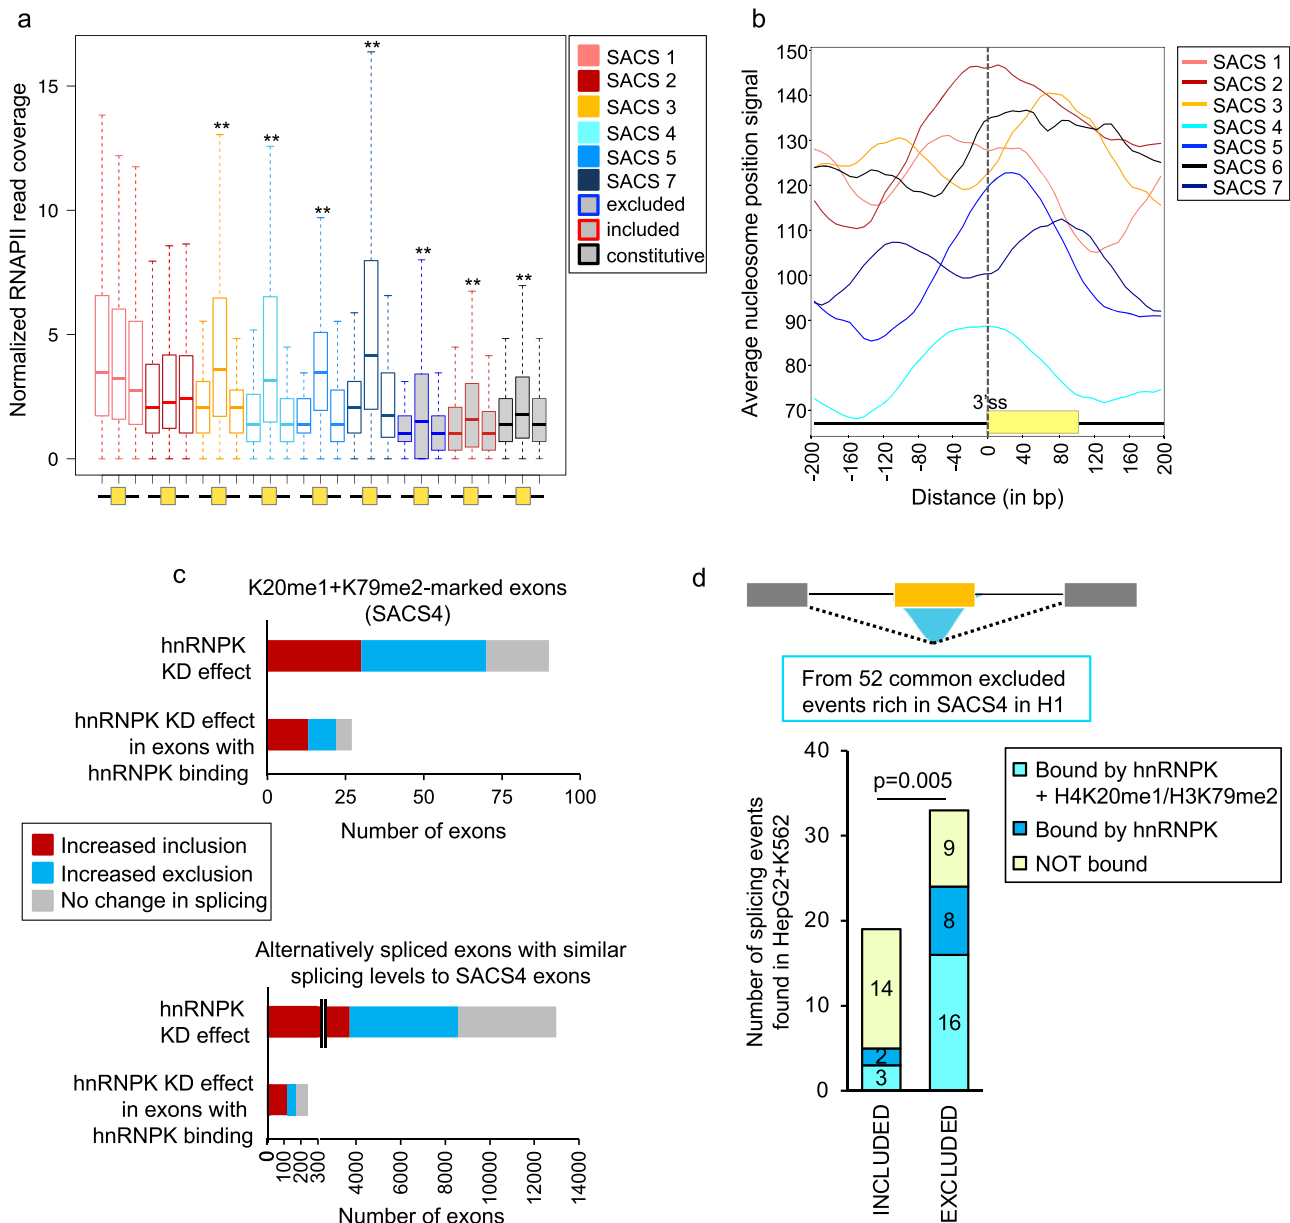 a
Normalized RNAPII read coverage
15
10
5
0
**
**
**
**
**
**
**
SACS 1
SACS 2
SACS 3
SACS 4
SACS 5
SACS 7
excluded
included
constitutive
b
Average nucleosome position signal
150
140
130
120
110
100
90
80
70
3'ss
-200
-160
-120
-80
-40
0
40
80
120
160
200
Distance (in bp)
SACS 1
SACS 2
SACS 3
SACS 4
SACS 5
SACS 6
SACS 7
c
K20me1+K79me2-marked exons
(SACS4)
hnRNPK
KD effect
hnRNPK KD effect
in exons with
hnRNPK binding
0
25
50
75
100
Number of exons
Increased inclusion
Increased exclusion
No change in splicing
Alternatively spliced exons with similar
splicing levels to SACS4 exons
hnRNPK
KD effect
hnRNPK KD effect
in exons with
hnRNPK binding
0
100
200
300
4000
6000
8000
10000
12000
14000
Number of exons
d
From 52 common excluded
events rich in SACS4 in H1
Number of splicing events
found in HepG2+K562
40
30
20
10
0
p=0.005
14
2
3
9
8
16
INCLUDED
EXCLUDED
Bound by hnRNPK
+ H4K20me1/H3K79me2
Bound by hnRNPK
NOT bound